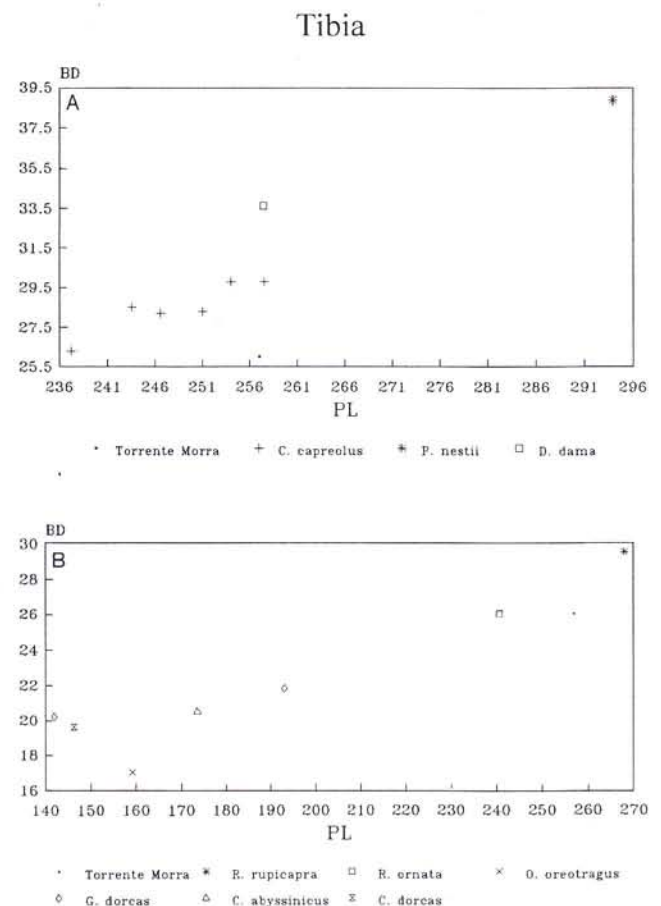 Tibia
BD
A
39.5
37.5
35.5
33.5
31.5
29.5
27.5
25.5
236 241 246 251 256 261 266 271 276 281 286 291 296
PL
Torrente Morra C. capreolus P. nestii D. dama
BD
B
30
28
26
24
22
20
18
16
140 150 160 170 180 190 200 210 220 230 240 250 260 270
PL
Torrente Morra R. rupicapra R. ornata O. oreotragus
G. dorcas C. abyssinicus C. dorcas